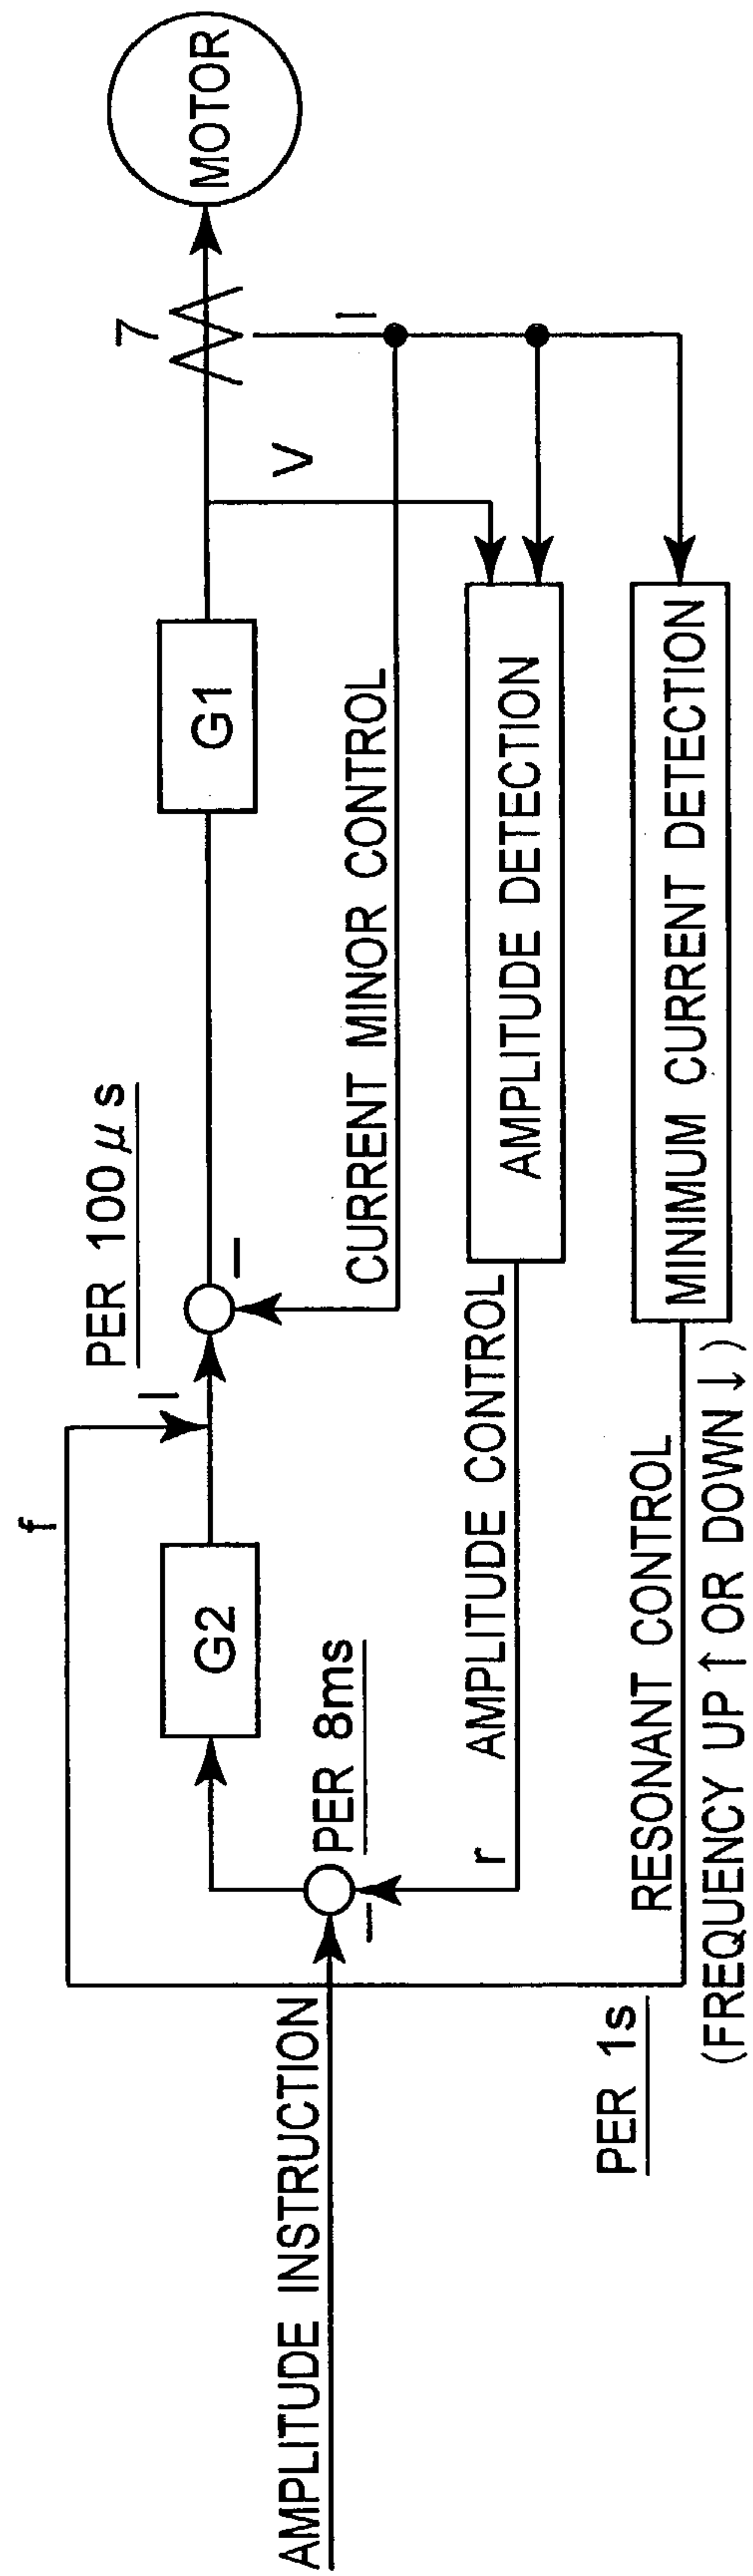 f
PER 100μs
I
7
MOTOR
G2
G1
V
I
−
AMPLITUDE INSTRUCTION
PER 8ms
−
CURRENT MINOR CONTROL
r
AMPLITUDE CONTROL
AMPLITUDE DETECTION
PER 1s
RESONANT CONTROL
(FREQUENCY UP ↑ OR DOWN ↓ )
MINIMUM CURRENT DETECTION